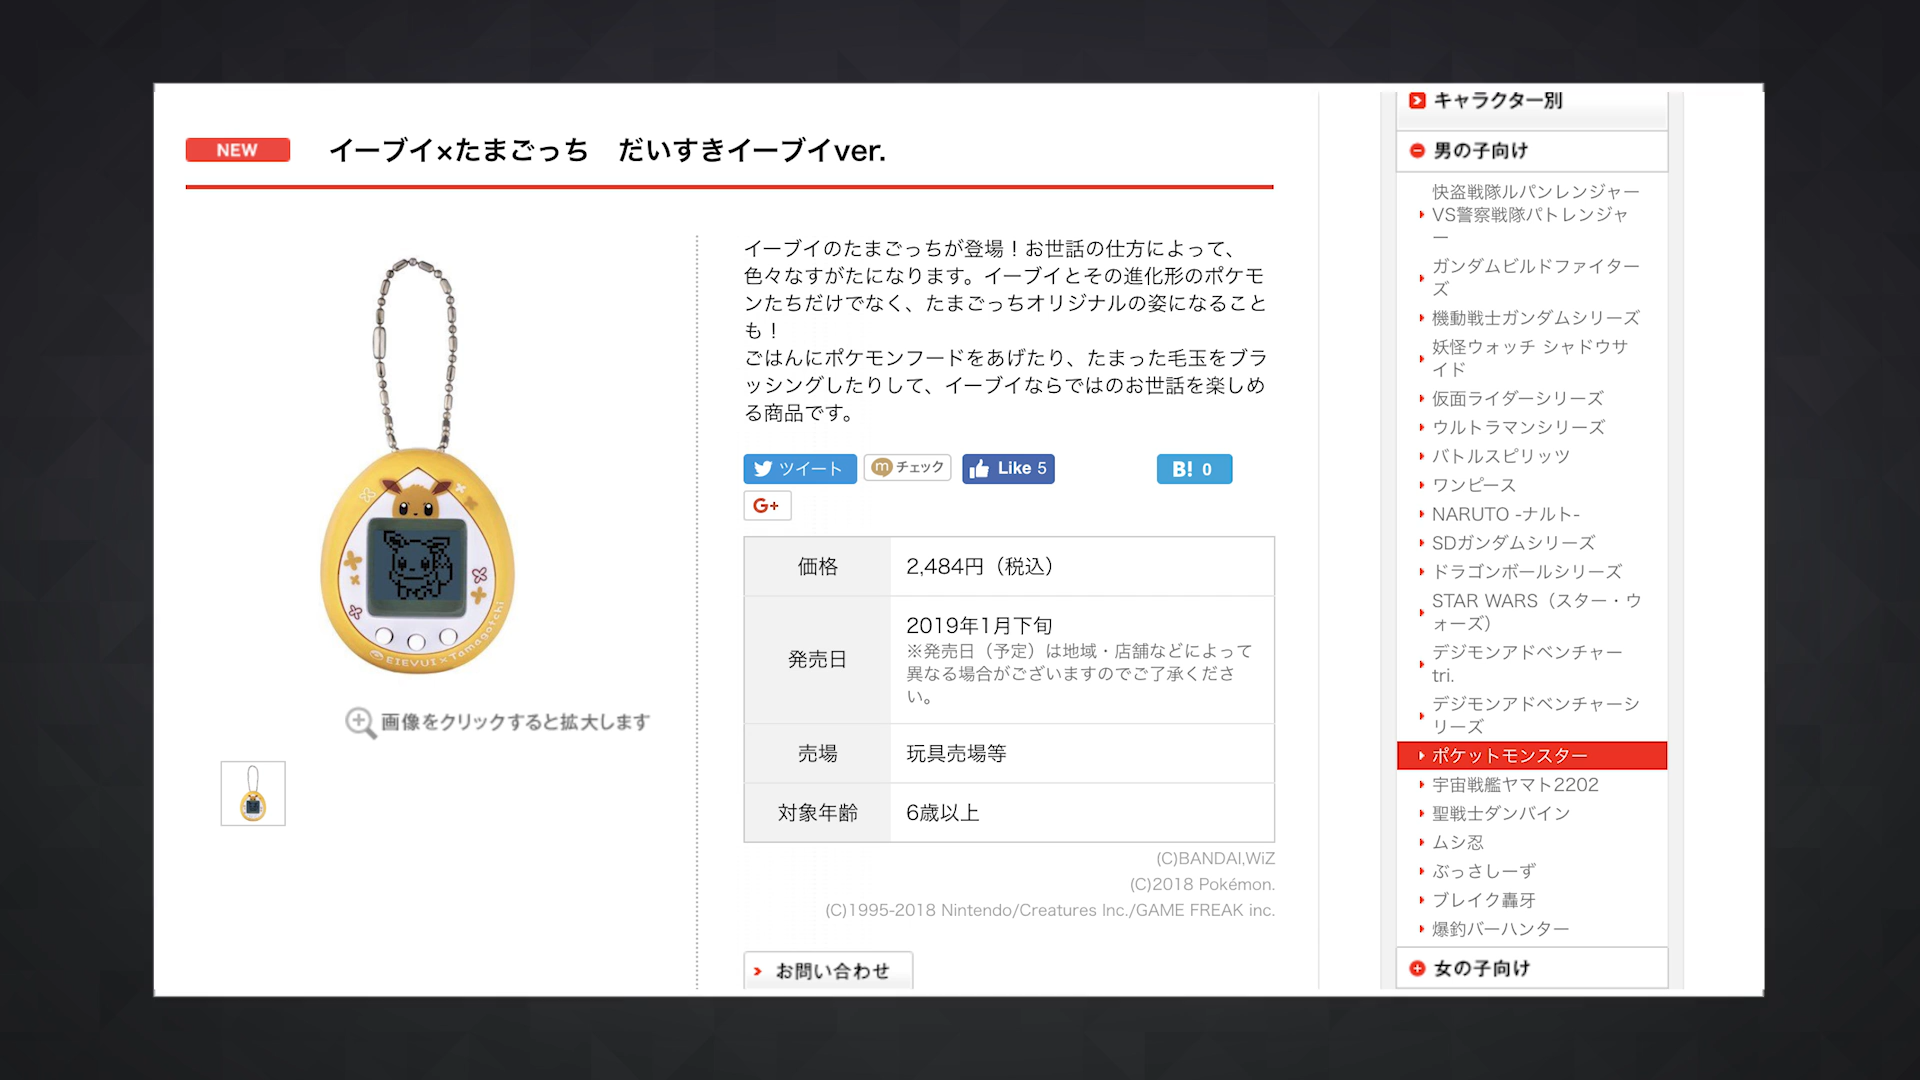 NEW
イーブイ×たまごっち　だいすきイーブイver.
イーブイのたまごっちが登場！お世話の仕方によって、
色々なすがたになります。イーブイとその進化形のポケモ
ンたちだけでなく、たまごっちオリジナルの姿になること
も！
ごはんにポケモンフードをあげたり、たまった毛玉をブラ
ッシングしたりして、イーブイならではのお世話を楽しめ
る商品です。
EIEVUI×Tamagotchi
画像をクリックすると拡大します
ツイート
m チェック
Like 5
B! 0
G+
価格 2,484円（税込）
発売日
2019年1月下旬
※発売日（予定）は地域・店舗などによって
異なる場合がございますのでご了承くださ
い。
売場 玩具売場等
対象年齢 6歳以上
(C)BANDAI,WiZ
(C)2018 Pokémon.
(C)1995-2018 Nintendo/Creatures Inc./GAME FREAK inc.
お問い合わせ
キャラクター別
男の子向け
快盗戦隊ルパンレンジャー
VS警察戦隊パトレンジャ
ー
ガンダムビルドファイター
ズ
機動戦士ガンダムシリーズ
妖怪ウォッチ シャドウサ
イド
仮面ライダーシリーズ
ウルトラマンシリーズ
バトルスピリッツ
ワンピース
NARUTO -ナルト-
SDガンダムシリーズ
ドラゴンボールシリーズ
STAR WARS（スター・ウ
ォーズ）
デジモンアドベンチャー
tri.
デジモンアドベンチャーシ
リーズ
ポケットモンスター
宇宙戦艦ヤマト2202
聖戦士ダンバイン
ムシ忍
ぶっさしーず
ブレイク轟牙
爆釣バーハンター
女の子向け